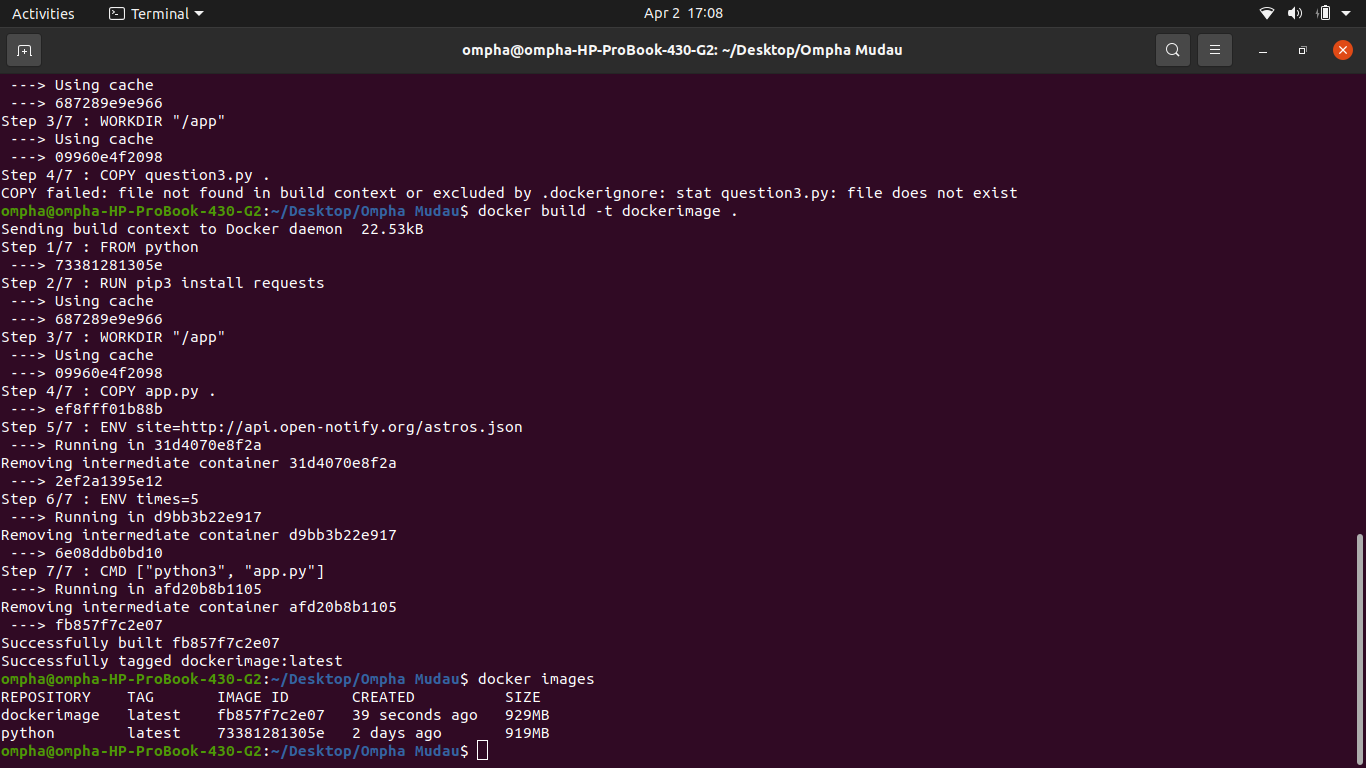 Activities Terminal Apr 2 17:08
ompha@ompha-HP-ProBook-430-G2: ~/Desktop/Ompha Mudau
---> Using cache
---> 687289e9e966
Step 3/7 : WORKDIR "/app"
---> Using cache
---> 09960e4f2098
Step 4/7 : COPY question3.py .
COPY failed: file not found in build context or excluded by .dockerignore: stat question3.py: file does not exist
ompha@ompha-HP-ProBook-430-G2:~/Desktop/Ompha Mudau$ docker build -t dockerimage .
Sending build context to Docker daemon  22.53kB
Step 1/7 : FROM python
---> 73381281305e
Step 2/7 : RUN pip3 install requests
---> Using cache
---> 687289e9e966
Step 3/7 : WORKDIR "/app"
---> Using cache
---> 09960e4f2098
Step 4/7 : COPY app.py .
---> ef8fff01b88b
Step 5/7 : ENV site=http://api.open-notify.org/astros.json
---> Running in 31d4070e8f2a
Removing intermediate container 31d4070e8f2a
---> 2ef2a1395e12
Step 6/7 : ENV times=5
---> Running in d9bb3b22e917
Removing intermediate container d9bb3b22e917
---> 6e08ddb0bd10
Step 7/7 : CMD ["python3", "app.py"]
---> Running in afd20b8b1105
Removing intermediate container afd20b8b1105
---> fb857f7c2e07
Successfully built fb857f7c2e07
Successfully tagged dockerimage:latest
ompha@ompha-HP-ProBook-430-G2:~/Desktop/Ompha Mudau$ docker images
REPOSITORY    TAG       IMAGE ID       CREATED          SIZE
dockerimage   latest    fb857f7c2e07   39 seconds ago   929MB
python        latest    73381281305e   2 days ago       919MB
ompha@ompha-HP-ProBook-430-G2:~/Desktop/Ompha Mudau$